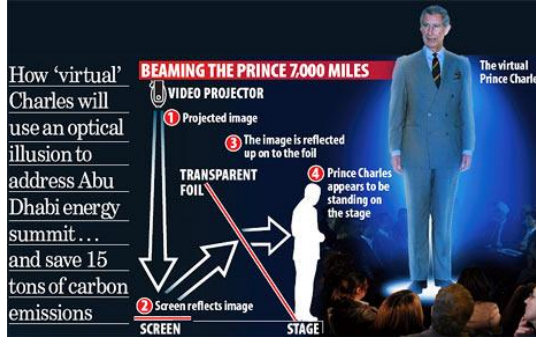 How ‘virtual’
Charles will
use an optical
illusion to
address Abu
Dhabi energy
summit...
and save 15
tons of carbon
emissions
BEAMING THE PRINCE 7,000 MILES
VIDEO PROJECTOR
1 Projected image
3 The image is reflected
up on to the foil
TRANSPARENT
FOIL
4 Prince Charles
appears to be
standing on
the stage
2 Screen reflects image
SCREEN
STAGE
The virtual
Prince Charle